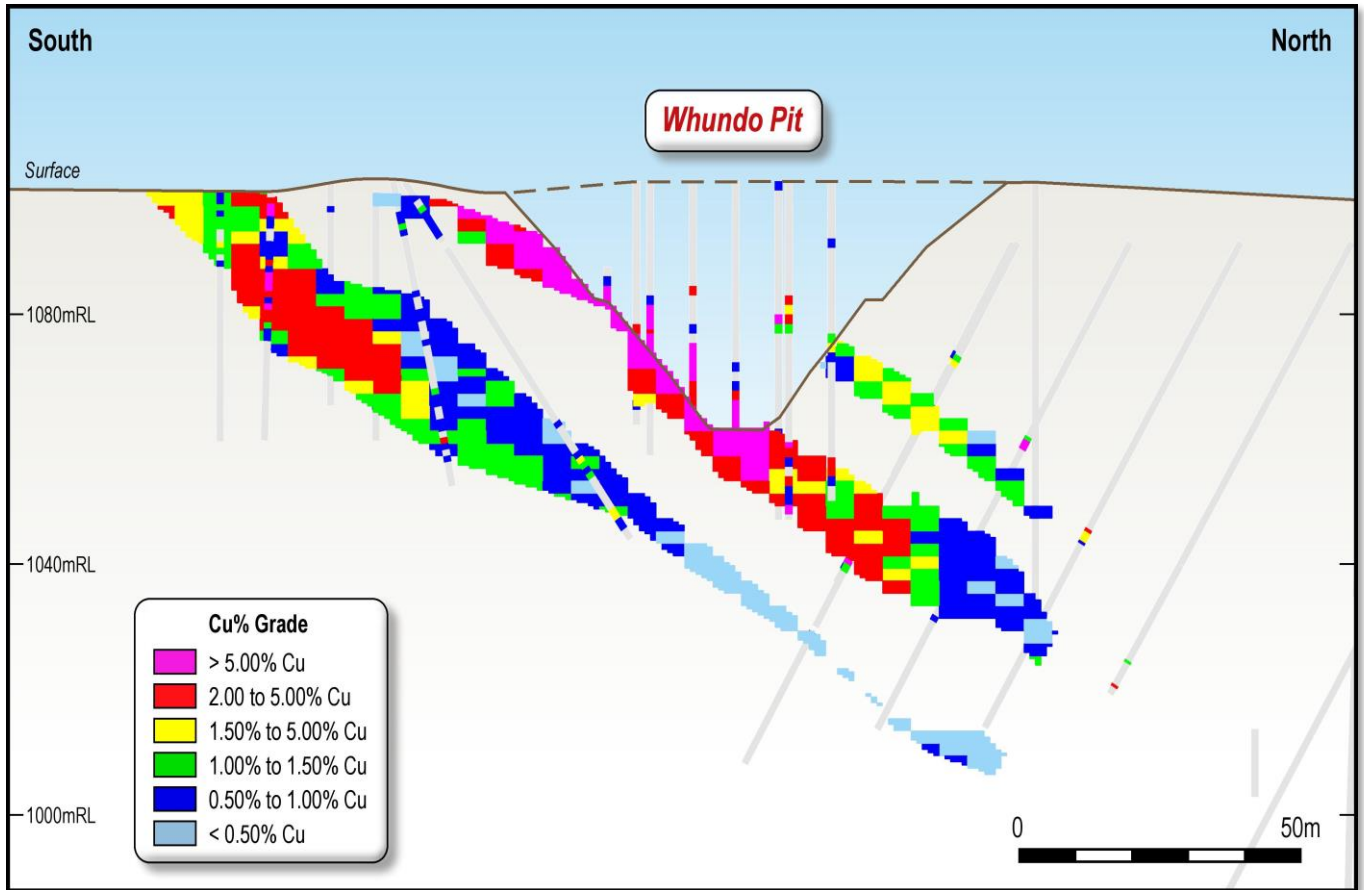 South
North
Whundo Pit
Surface
1080mRL
1040mRL
1000mRL
Cu% Grade
> 5.00% Cu
2.00 to 5.00% Cu
1.50% to 5.00% Cu
1.00% to 1.50% Cu
0.50% to 1.00% Cu
< 0.50% Cu
0
50m